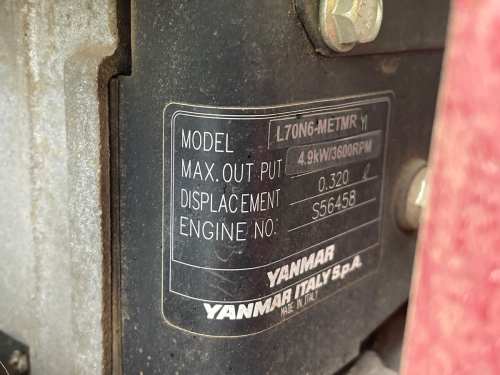 MODEL L70N6-METMR
MAX. OUT PUT 4.9kW/3600RPM
DISPLACEMENT 0.320 ℓ
ENGINE NO: S56458
YANMAR
YANMAR ITALY S.p.A.
MADE IN ITALY